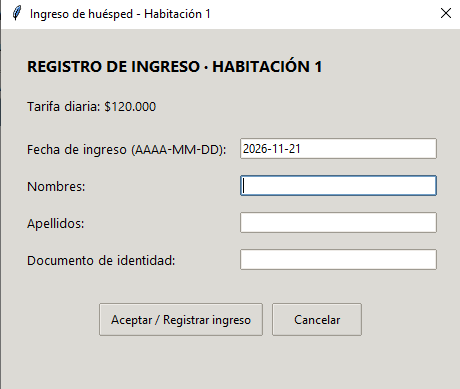 Ingreso de huésped - Habitación 1
REGISTRO DE INGRESO · HABITACIÓN 1
Tarifa diaria: $120.000
Fecha de ingreso (AAAA-MM-DD): 2026-11-21
Nombres:
Apellidos:
Documento de identidad:
Aceptar / Registrar ingreso Cancelar